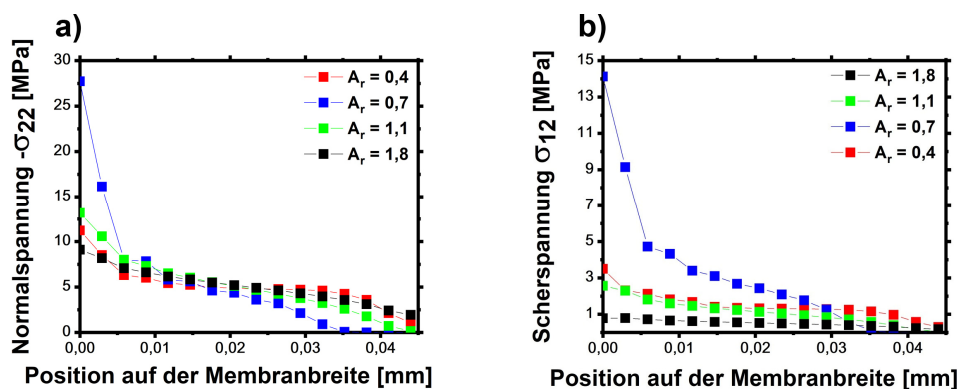 a)
Normalspannung -σ22 [MPa]
30
25
20
15
10
5
0
0,00
0,01
0,02
0,03
0,04
Position auf der Membranbreite [mm]
Ar = 0,4
Ar = 0,7
Ar = 1,1
Ar = 1,8
b)
Scherspannung σ12 [MPa]
15
13
11
9
7
5
3
1
0,00
0,01
0,02
0,03
0,04
Position auf der Membranbreite [mm]
Ar = 1,8
Ar = 1,1
Ar = 0,7
Ar = 0,4